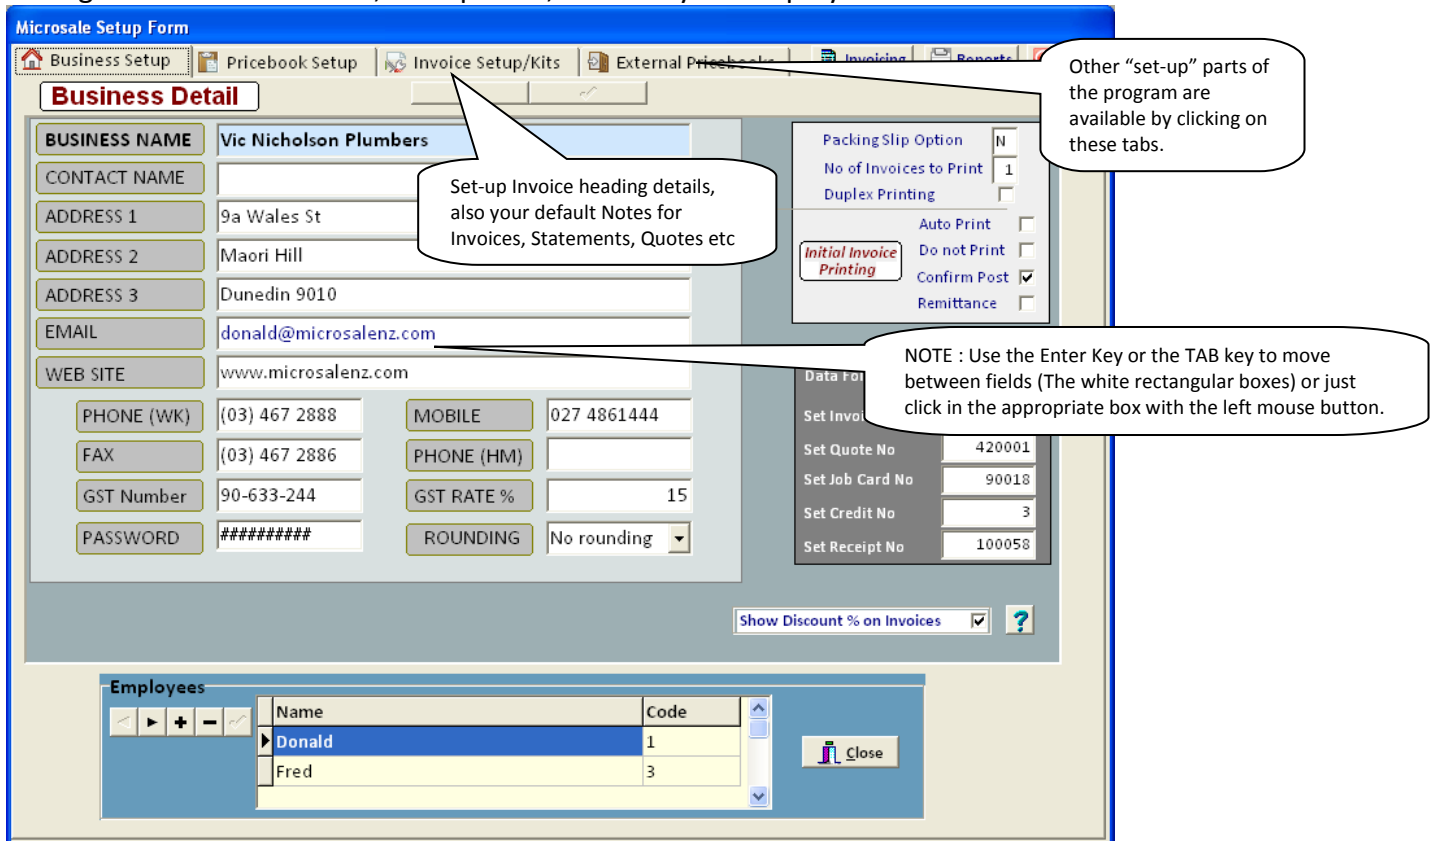 Microsale Setup Form
Business Setup
Pricebook Setup
Invoice Setup/Kits
External Pricebooks
Invoicing
Reports
Other “set-up” parts of
the program are
available by clicking on
these tabs.
Business Detail
BUSINESS NAME Vic Nicholson Plumbers
CONTACT NAME
ADDRESS 1 9a Wales St
ADDRESS 2 Maori Hill
ADDRESS 3 Dunedin 9010
EMAIL donald@microsalenz.com
WEB SITE www.microsalenz.com
Set-up Invoice heading details,
also your default Notes for
Invoices, Statements, Quotes etc
PHONE (WK) (03) 467 2888 MOBILE 027 4861444
FAX (03) 467 2886 PHONE (HM)
GST Number 90-633-244 GST RATE % 15
PASSWORD ########## ROUNDING No rounding
Packing Slip Option N
No of Invoices to Print 1
Duplex Printing
Initial Invoice
Printing
Auto Print
Do not Print
Confirm Post
Remittance
NOTE : Use the Enter Key or the TAB key to move
between fields (The white rectangular boxes) or just
click in the appropriate box with the left mouse button.
Data
Set
Set Quote No 420001
Set Job Card No 90018
Set Credit No 3
Set Receipt No 100058
Show Discount % on Invoices
?
Employees
Name Code
Donald 1
Fred 3
Close